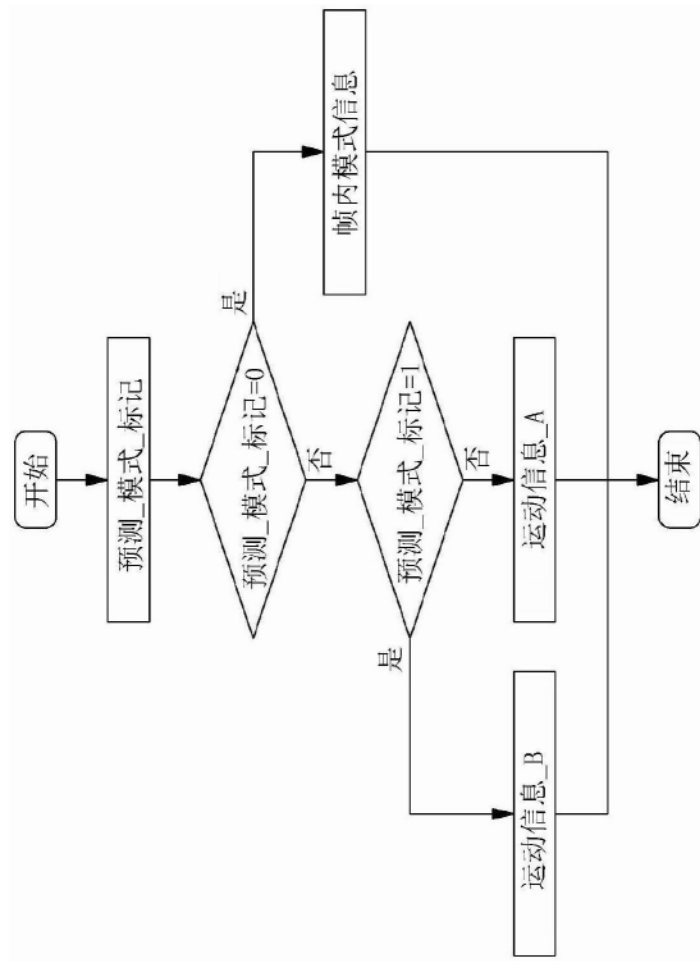 开始
预测_模式_标记
预测_模式_标记=0
是
否
帧内模式信息
预测_模式_标记=1
是
否
运动信息_B
运动信息_A
结束